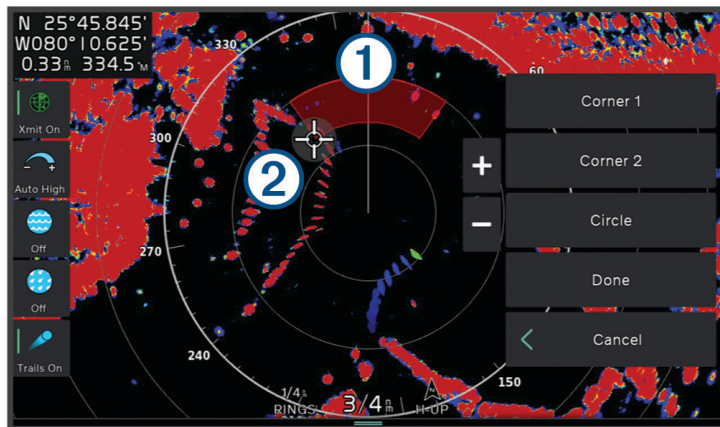 N 25°45.845'
W080°10.625'
0.33 nm 334.5 °M
Xmit On
Auto High
Off
Off
Trails On
330
300
270
240
60
150
1
2
+
−
Corner 1
Corner 2
Circle
Done
Cancel
1/4 nm
RINGS
3/4 nm
H-UP